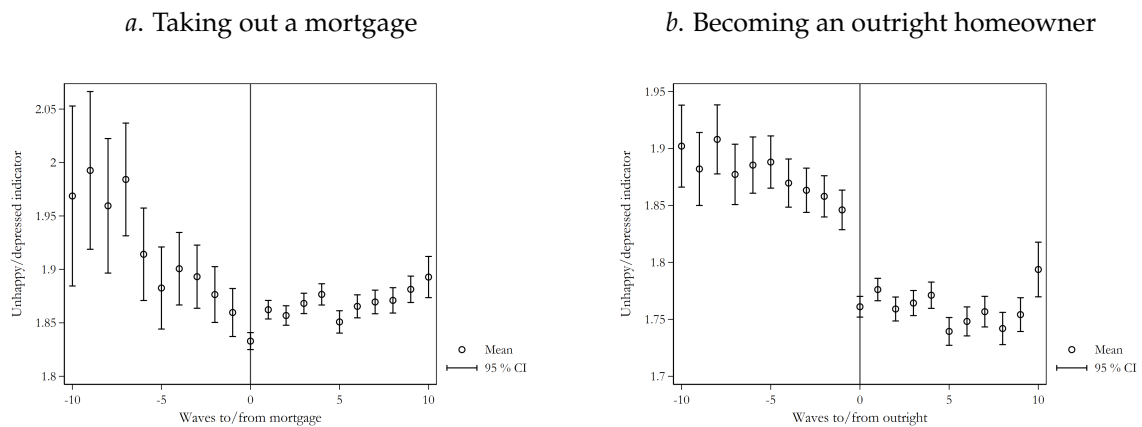 a. Taking out a mortgage
2.05
2
1.95
1.9
1.85
1.8
Unhappy/depressed indicator
-10 -5 0 5 10
Waves to/from mortgage
Mean
95 % CI
b. Becoming an outright homeowner
1.95
1.9
1.85
1.8
1.75
1.7
Unhappy/depressed indicator
-10 -5 0 5 10
Waves to/from outright
Mean
95 % CI